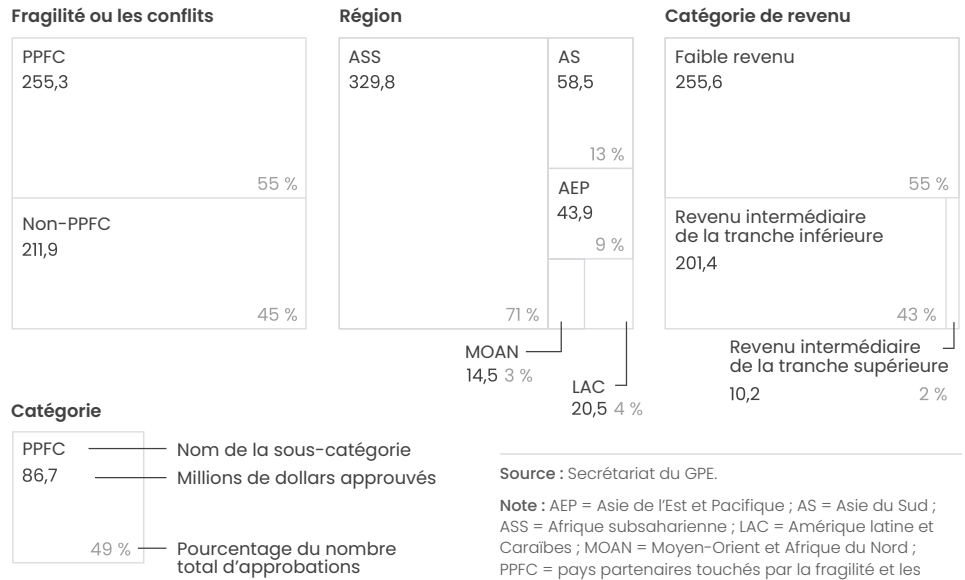 Fragilité ou les conflits
PPFC
255,3
55 %
Non-PPFC
211,9
45 %
Région
ASS
329,8
71 %
AS
58,5
13 %
AEP
43,9
9 %
MOAN
14,5 3 %
LAC
20,5 4 %
Catégorie de revenu
Faible revenu
255,6
55 %
Revenu intermédiaire
de la tranche inférieure
201,4
43 %
Revenu intermédiaire
de la tranche supérieure
10,2 2 %
Catégorie
PPFC
86,7
49 %
Nom de la sous-catégorie
Millions de dollars approuvés
Pourcentage du nombre
total d’approbations
Source : Secrétariat du GPE.
Note : AEP = Asie de l’Est et Pacifique ; AS = Asie du Sud ;
ASS = Afrique subsaharienne ; LAC = Amérique latine et
Caraïbes ; MOAN = Moyen-Orient et Afrique du Nord ;
PPFC = pays partenaires touchés par la fragilité et les